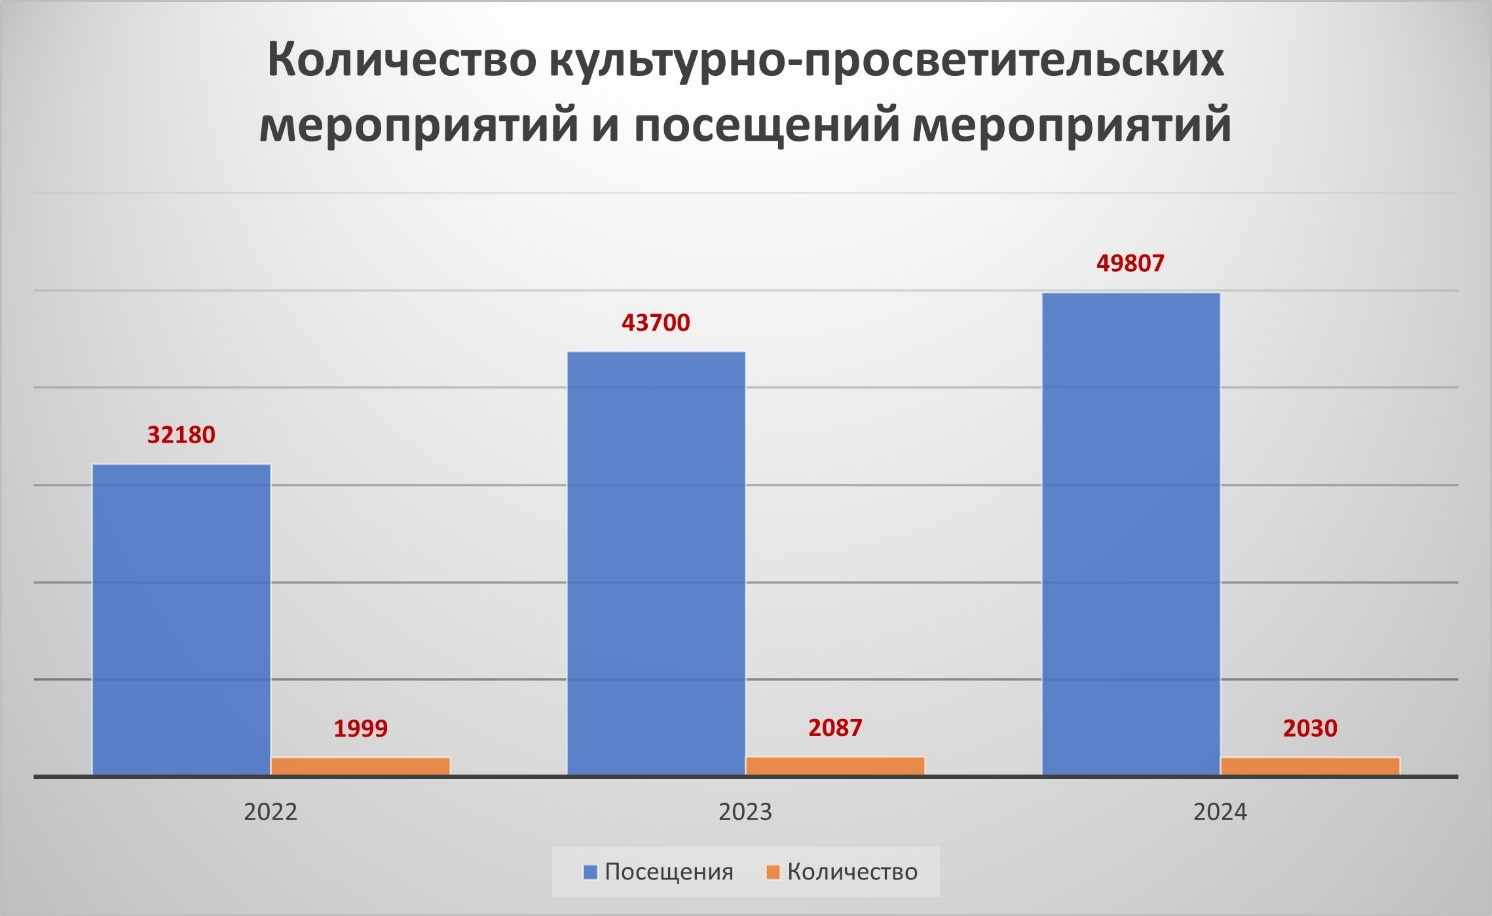 Количество культурно-просветительских
мероприятий и посещений мероприятий
49807
43700
32180
1999
2087
2030
2022
2023
2024
Посещения
Количество